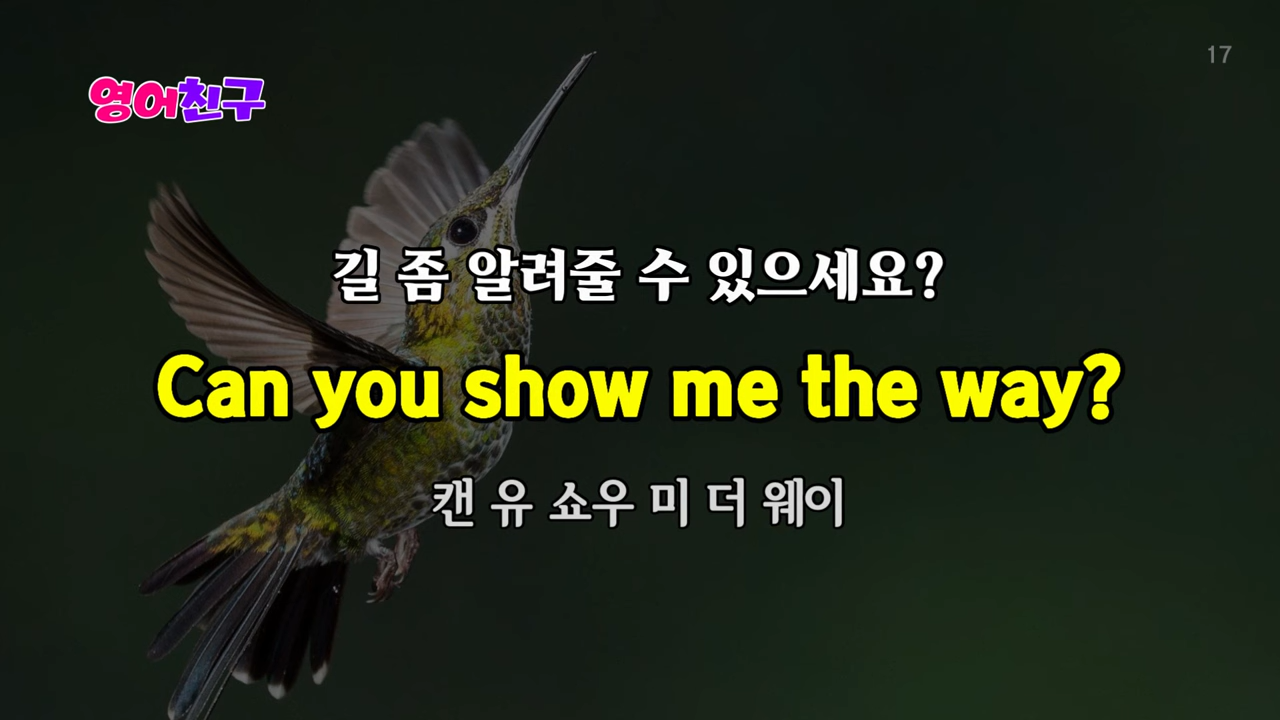 17
영어친구
길 좀 알려줄 수 있으세요?
Can you show me the way?
캔 유 쇼우 미 더 웨이